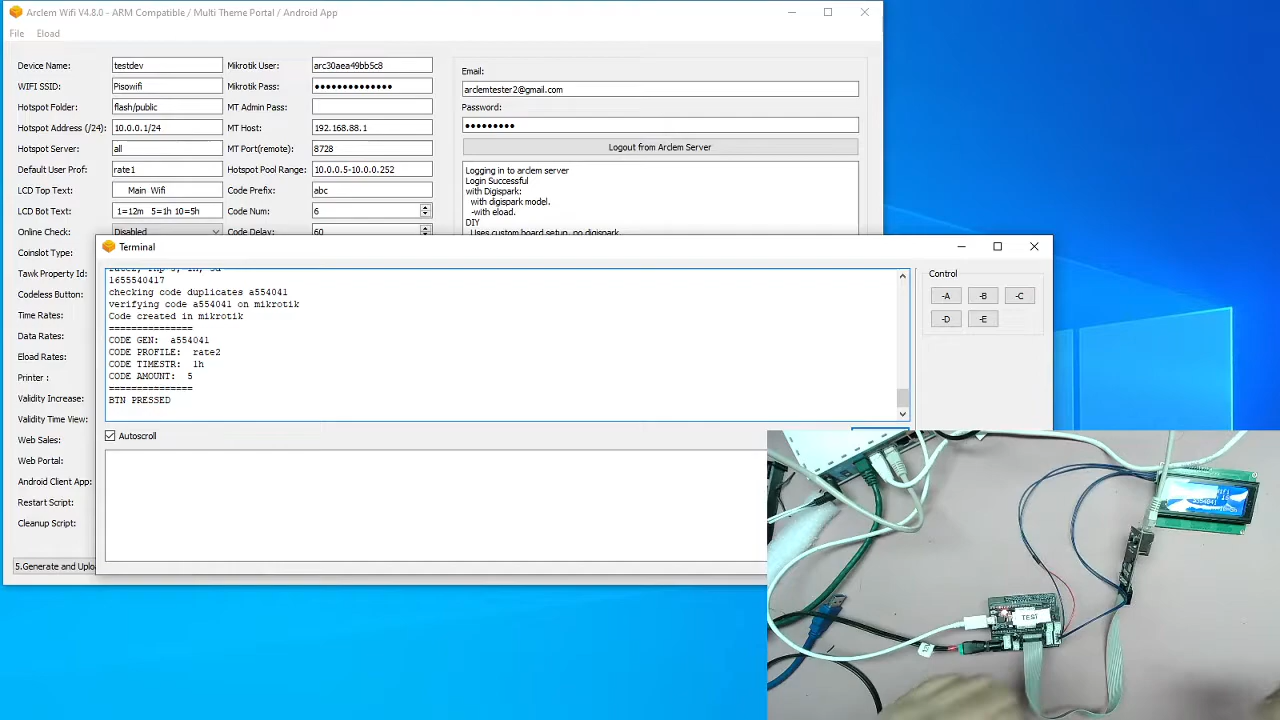 Arclem Wifi V4.8.0 - ARM Compatible / Multi Theme Portal / Android App
File Eload
Device Name: testdev Mikrotik User: arc30aea49bb5c8
WIFI SSID: Pisowifi Mikrotik Pass: ●●●●●●●●●●●●●●
Hotspot Folder: flash/public MT Admin Pass:
Hotspot Address (/24): 10.0.0.1/24 MT Host: 192.168.88.1
Hotspot Server: all MT Port(remote): 8728
Default User Prof: rate1 Hotspot Pool Range: 10.0.0.5-10.0.0.252
LCD Top Text: Main Wifi Code Prefix: abc
LCD Bot Text: 1=12m 5=1h 10=5h Code Num: 6
Online Check: Disabled Code Delay: 60
Coinslot Type:
Tawk Property Id:
Codeless Button:
Time Rates:
Data Rates:
Eload Rates:
Printer :
Validity Increase:
Validity Time View:
Web Sales:
Web Portal:
Android Client App:
Restart Script:
Cleanup Script:
5.Generate and Uplo
Email:
arclemtester2@gmail.com
Password:
●●●●●●●●●
Logout from Arclem Server
Logging in to arclem server
Login Successful
with Digispark:
with digispark model.
-with eload.
DIY
Uses custom board setup, no digispark
Terminal
1655540417
checking code duplicates a554041
verifying code a554041 on mikrotik
Code created in mikrotik
===============
CODE GEN: a554041
CODE PROFILE: rate2
CODE TIMESTR: 1h
CODE AMOUNT: 5
===============
BTN PRESSED
Autoscroll
Control
-A -B -C
-D -E
a554041
TEST